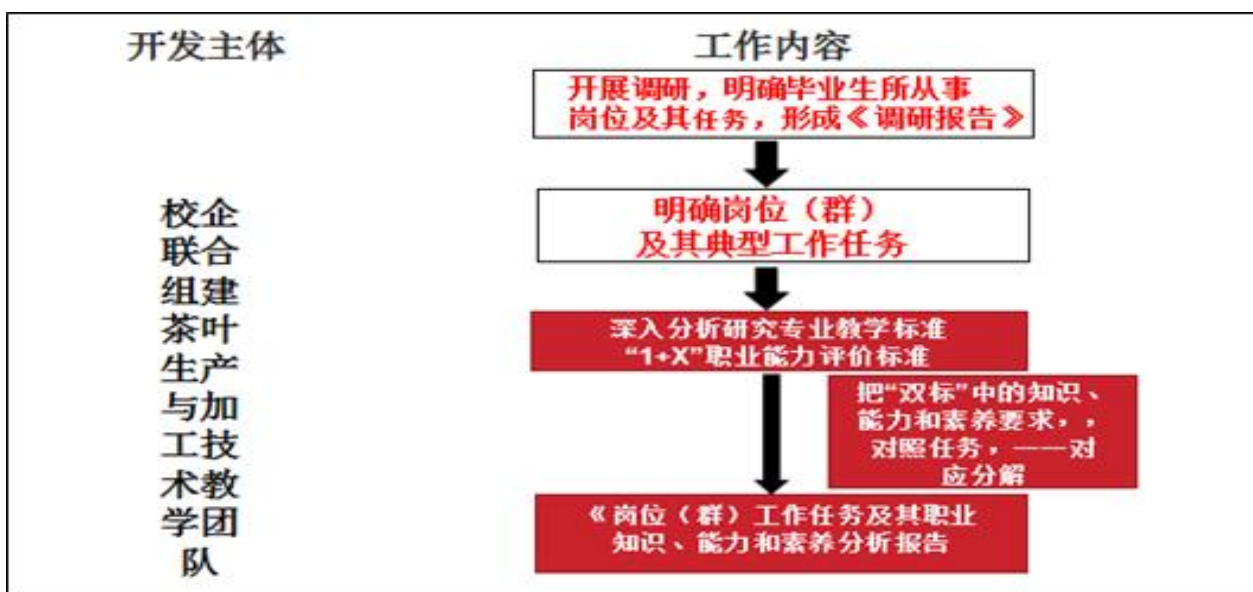 开发主体
工作内容
开展调研，明确毕业生所从事
岗位及其任务，形成《调研报告》
明确岗位（群）
及其典型工作任务
深入分析研究专业教学标准
“1+X”职业能力评价标准
把“双标”中的知识、
能力和素养要求，，
对照任务，一一对
应分解
《岗位（群）工作任务及其职业
知识、能力和素养分析报告
校企
联合
组建
茶叶
生产
与加
工技
术教
学团
队